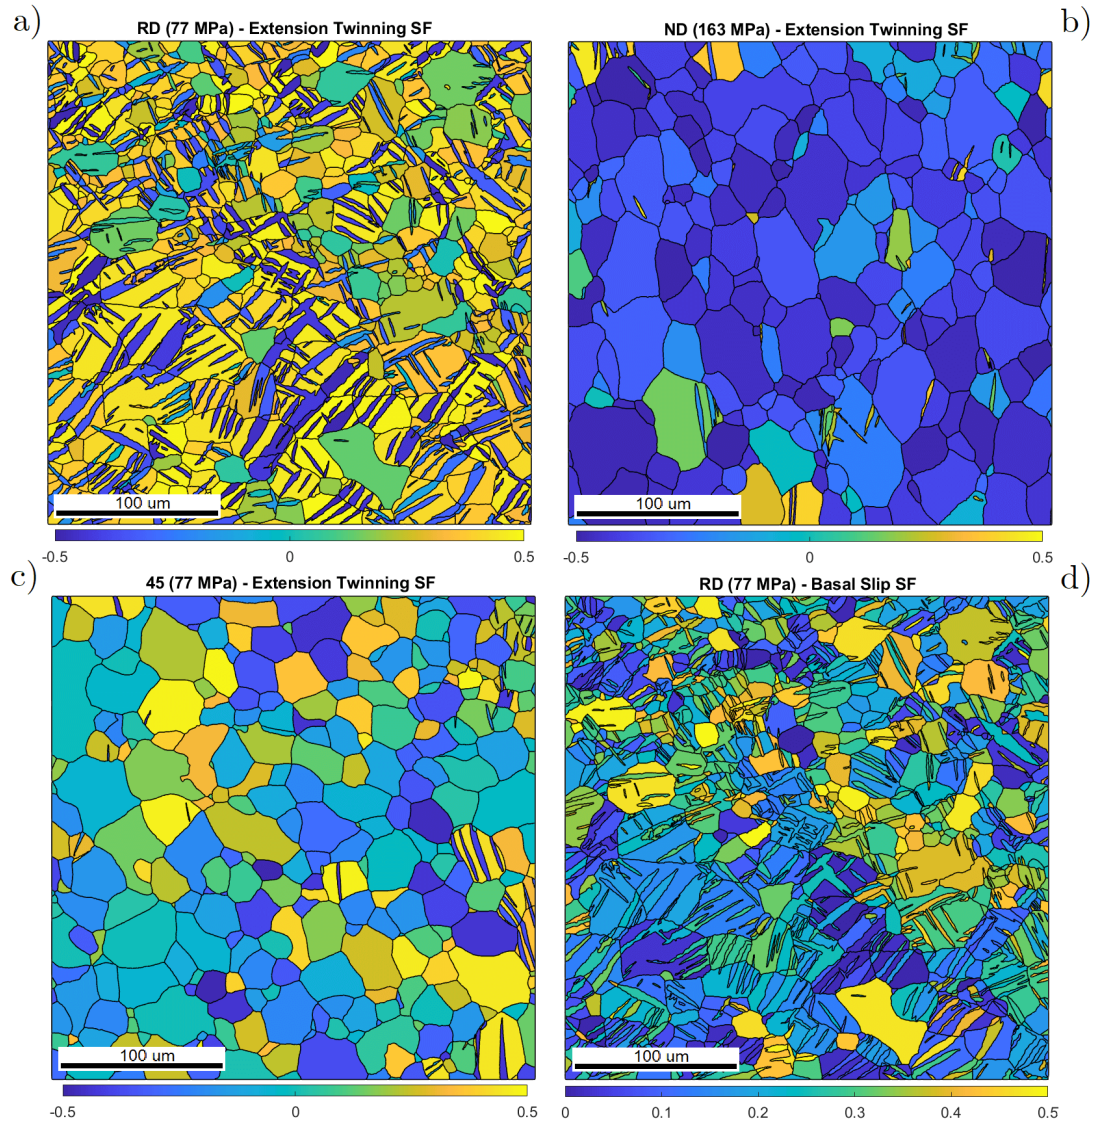 a)
RD (77 MPa) - Extension Twinning SF
100 um
-0.5 0 0.5
b)
ND (163 MPa) - Extension Twinning SF
100 um
-0.5 0 0.5
c)
45 (77 MPa) - Extension Twinning SF
100 um
-0.5 0 0.5
d)
RD (77 MPa) - Basal Slip SF
100 um
0 0.1 0.2 0.3 0.4 0.5